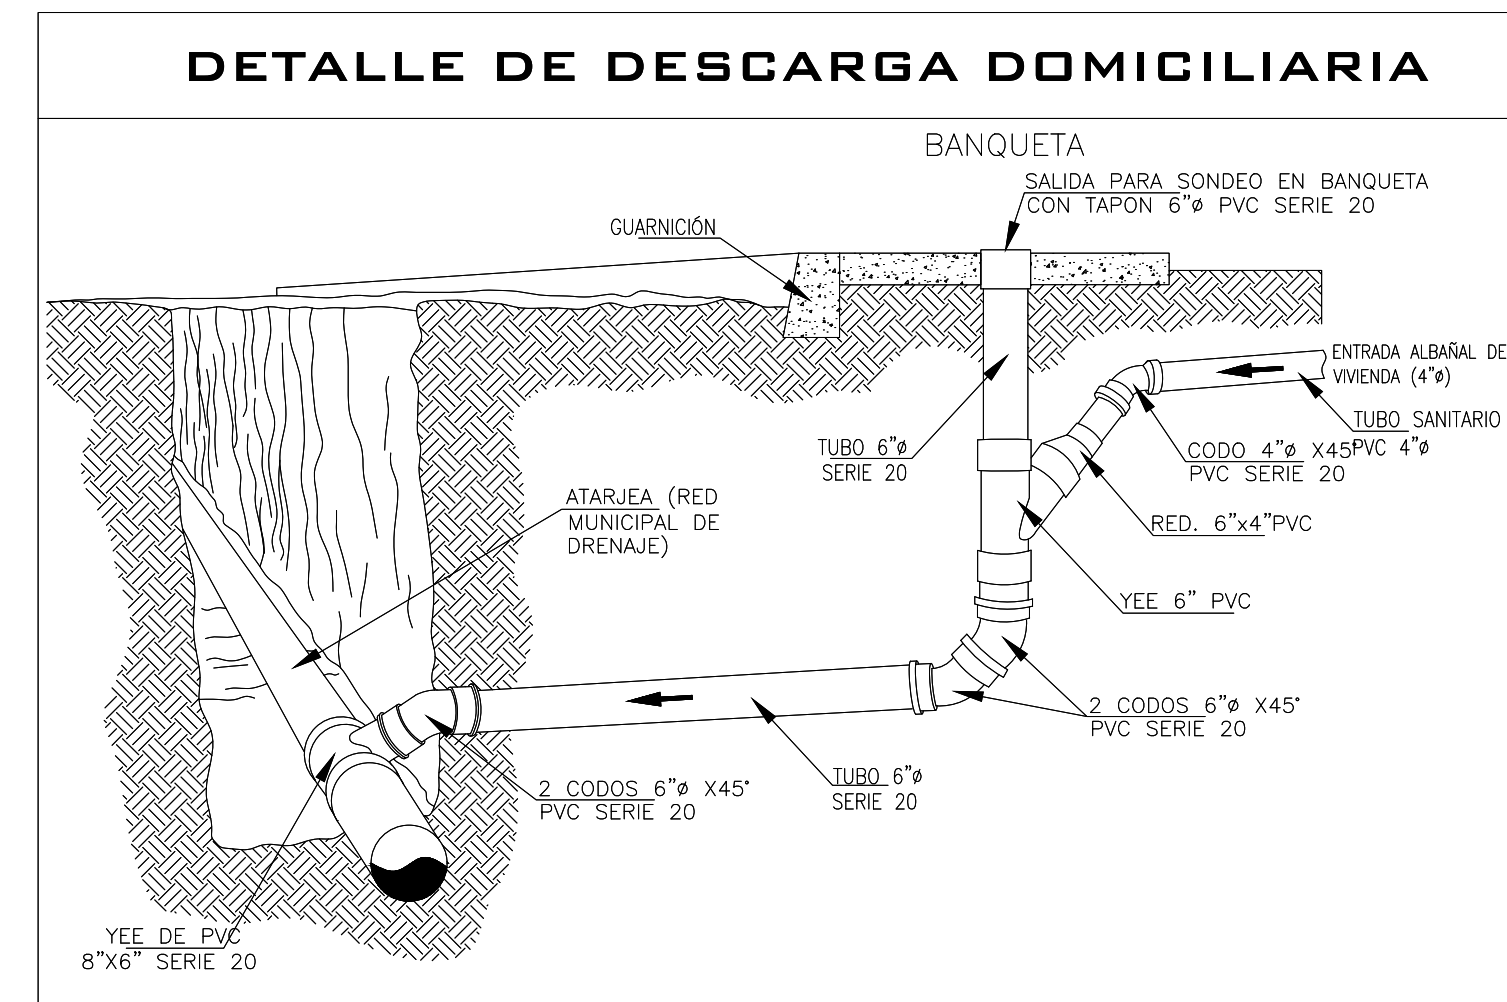 DETALLE DE DESCARGA DOMICILIARIA
BANQUETA
SALIDA PARA SONDEO EN BANQUETA
CON TAPON 6”ø PVC SERIE 20
GUARNICIÓN
ENTRADA ALBAÑAL DE
VIVIENDA (4”ø)
TUBO SANITARIO
PVC 4”ø
CODO 4”ø X45°
PVC SERIE 20
TUBO 6”ø
SERIE 20
ATARJEA (RED
MUNICIPAL DE
DRENAJE)
RED. 6”x4”PVC
YEE 6” PVC
2 CODOS 6”ø X45°
PVC SERIE 20
TUBO 6”ø
SERIE 20
2 CODOS 6”ø X45°
PVC SERIE 20
YEE DE PVC
8”X6” SERIE 20